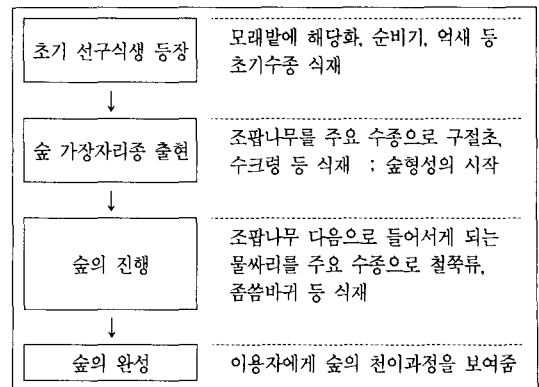 초기 선구식생 등장
모래밭에 해당화, 순비기, 억새 등
초기수종 식재
숲 가장자리종 출현
조팝나무를 주요 수종으로 구절초,
수크령 등 식재 ; 숲형성의 시작
숲의 진행
조팝나무 다음으로 들어서게 되는
물싸리를 주요 수종으로 철쭉류,
좀씀바귀 등 식재
숲의 완성
이용자에게 숲의 천이과정을 보여줌